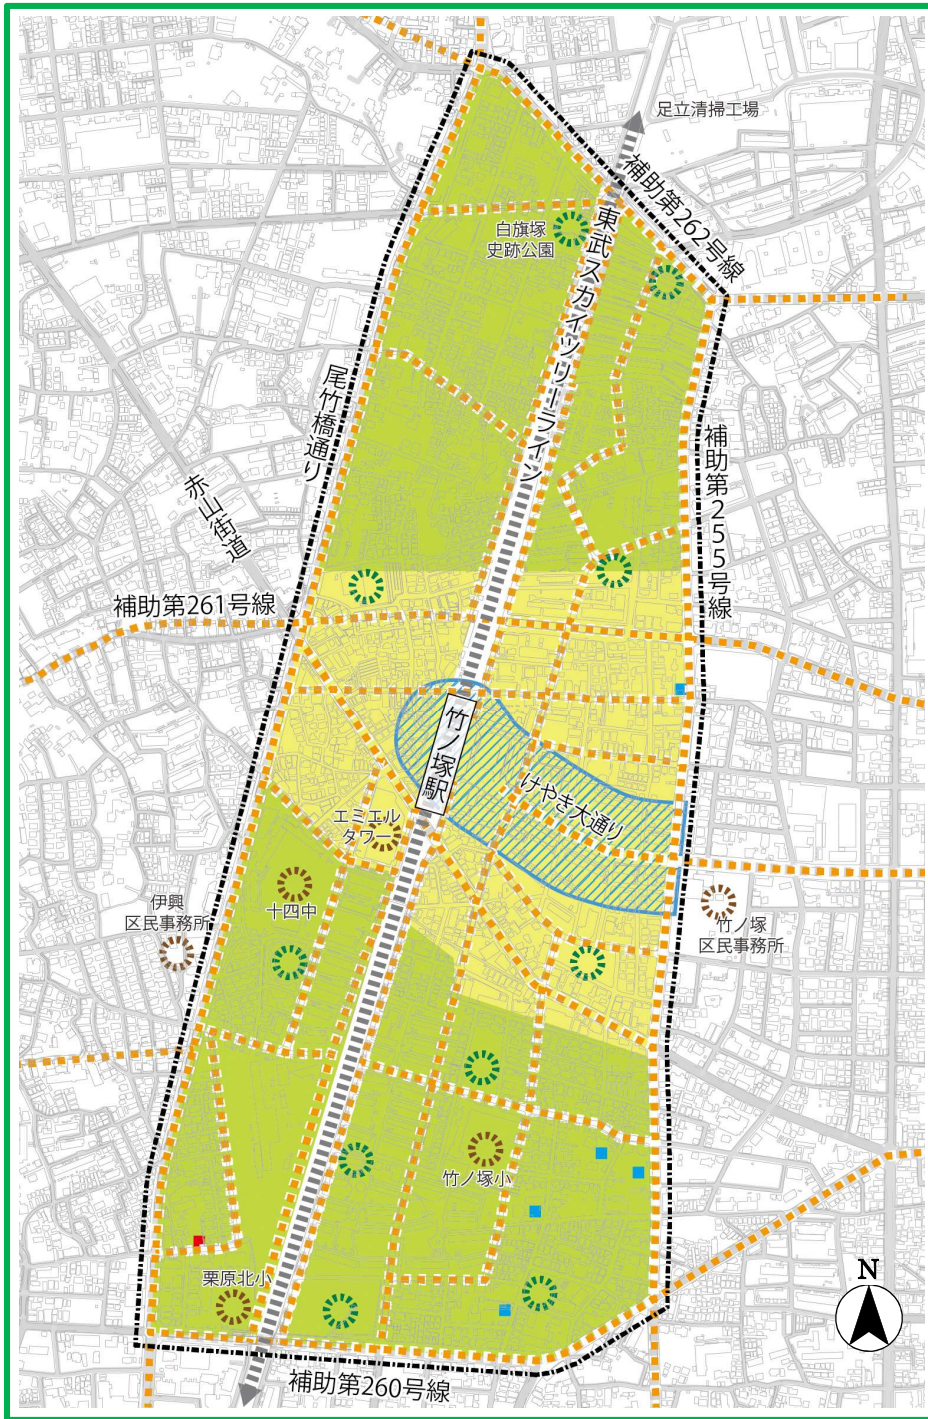 足立清掃工場
補助第262号線
白旗塚
史跡公園
東武スカイツリーライン
尾竹橋通り
赤山街道
補助第255号線
補助第261号線
竹ノ塚駅
けやき大通り
エミエル
タワー
十四中
伊興
区民事務所
竹ノ塚
区民事務所
竹ノ塚小
栗原北小
N
補助第260号線